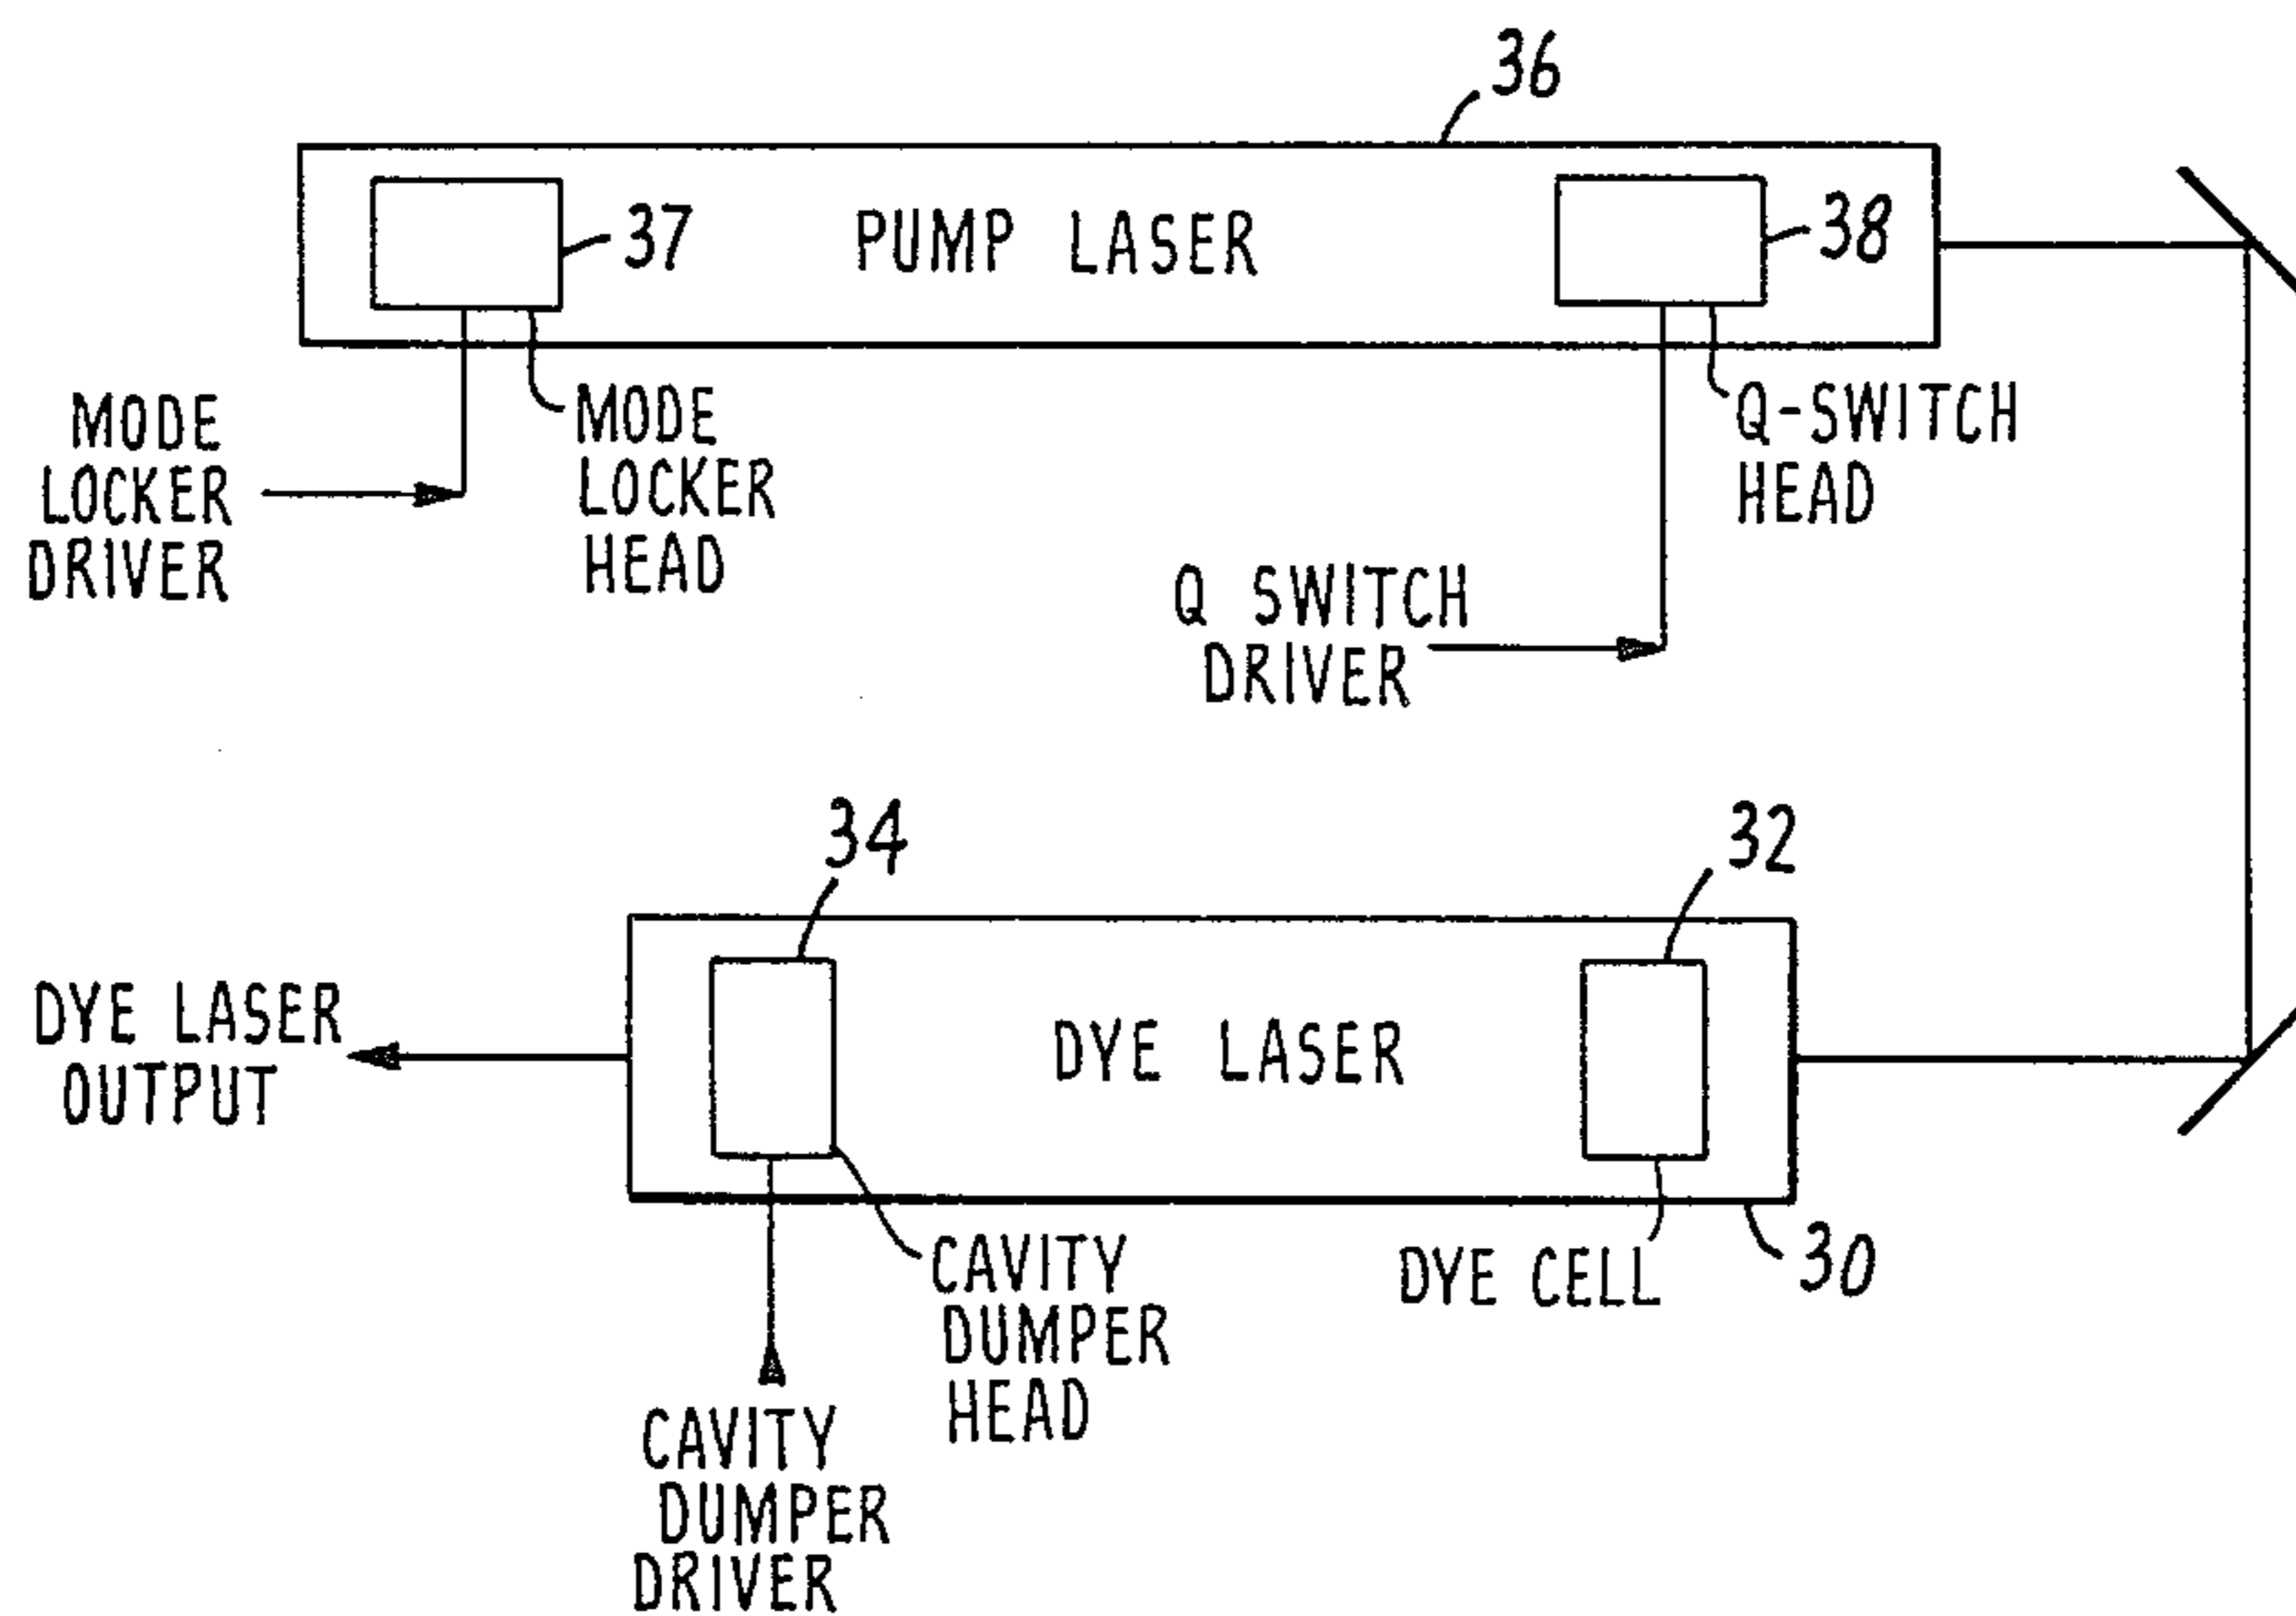 36
37
PUMP LASER
38
MODE
LOCKER
DRIVER
MODE
LOCKER
HEAD
Q-SWITCH
HEAD
Q SWITCH
DRIVER
34
32
DYE LASER
OUTPUT
DYE LASER
CAVITY
DUMPER
HEAD
DYE CELL
30
CAVITY
DUMPER
DRIVER